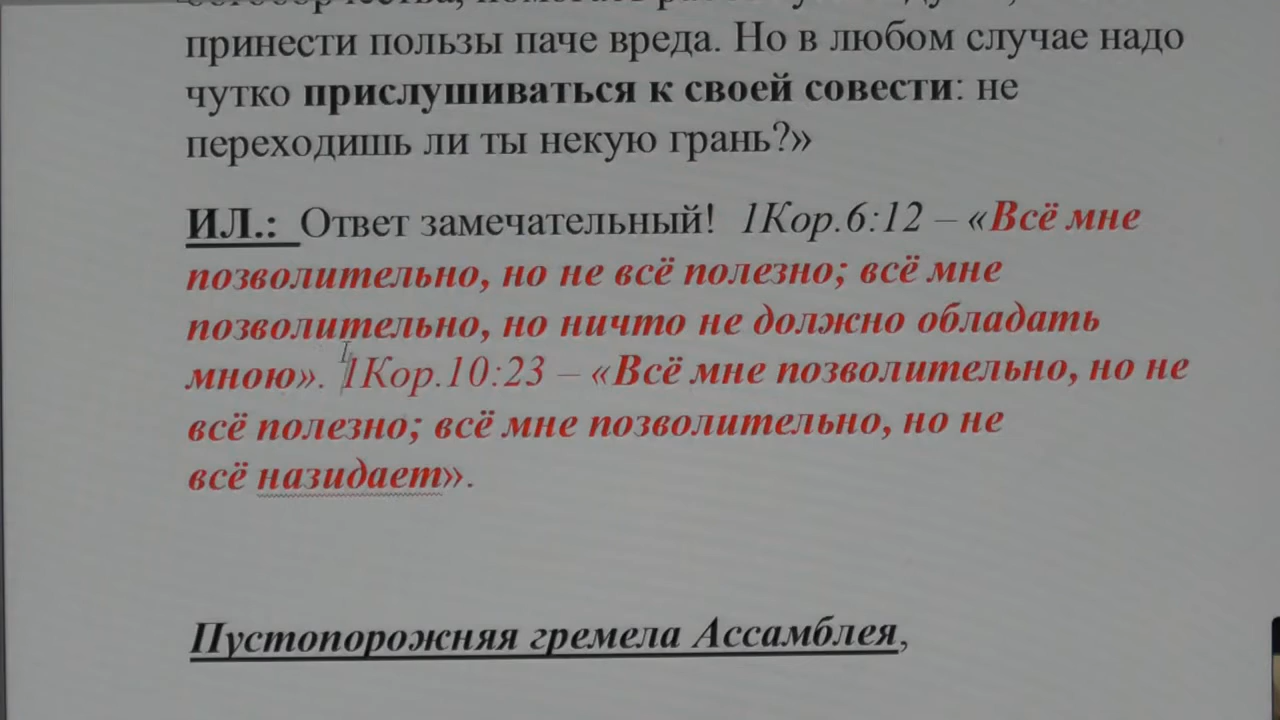 принести пользы паче вреда. Но в любом случае надо
чутко прислушиваться к своей совести: не
переходишь ли ты некую грань?»
ИЛ.: Ответ замечательный! 1Кор.6:12 – «Всё мне
позволительно, но не всё полезно; всё мне
позволительно, но ничто не должно обладать
мною». 1Кор.10:23 – «Всё мне позволительно, но не
всё полезно; всё мне позволительно, но не
всё назидает».
Пустопорожняя гремела Ассамблея,